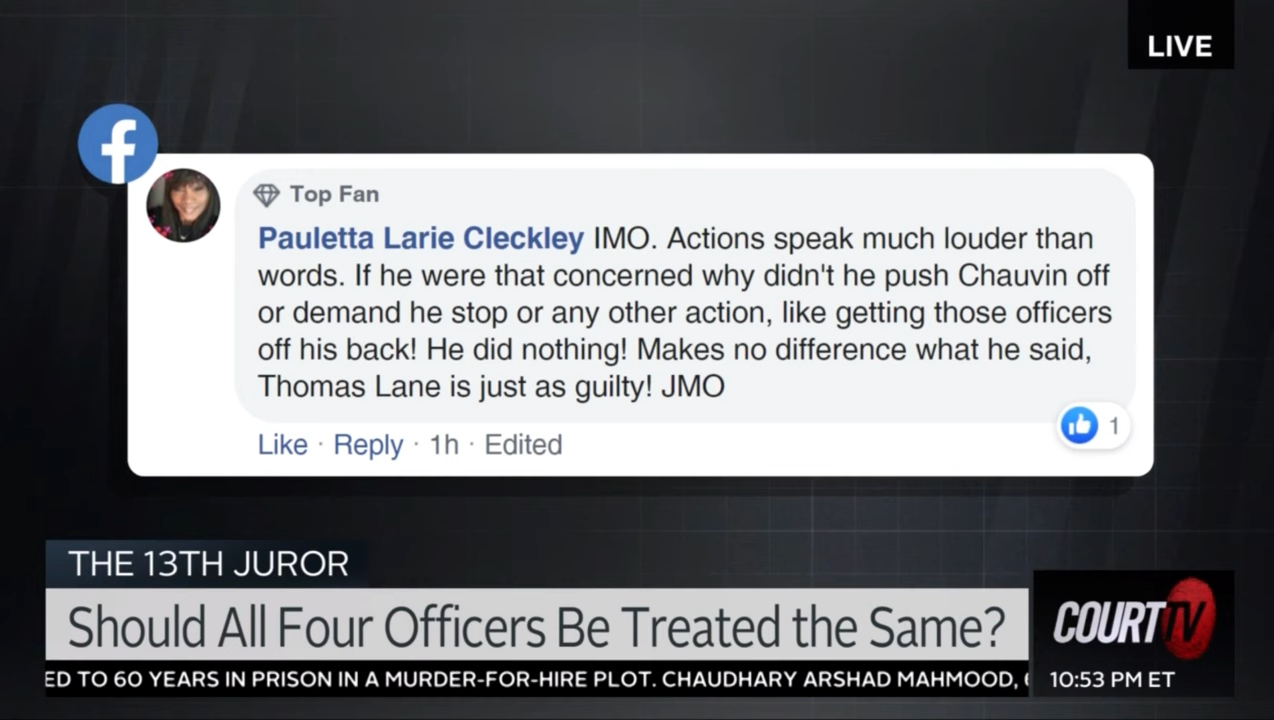 LIVE
f
Top Fan
Pauletta Larie Cleckley IMO. Actions speak much louder than
words. If he were that concerned why didn't he push Chauvin off
or demand he stop or any other action, like getting those officers
off his back! He did nothing! Makes no difference what he said,
Thomas Lane is just as guilty! JMO
1
Like · Reply · 1h · Edited
THE 13TH JUROR
Should All Four Officers Be Treated the Same?
COURT TV
ED TO 60 YEARS IN PRISON IN A MURDER-FOR-HIRE PLOT. CHAUDHARY ARSHAD MAHMOOD,
10:53 PM ET